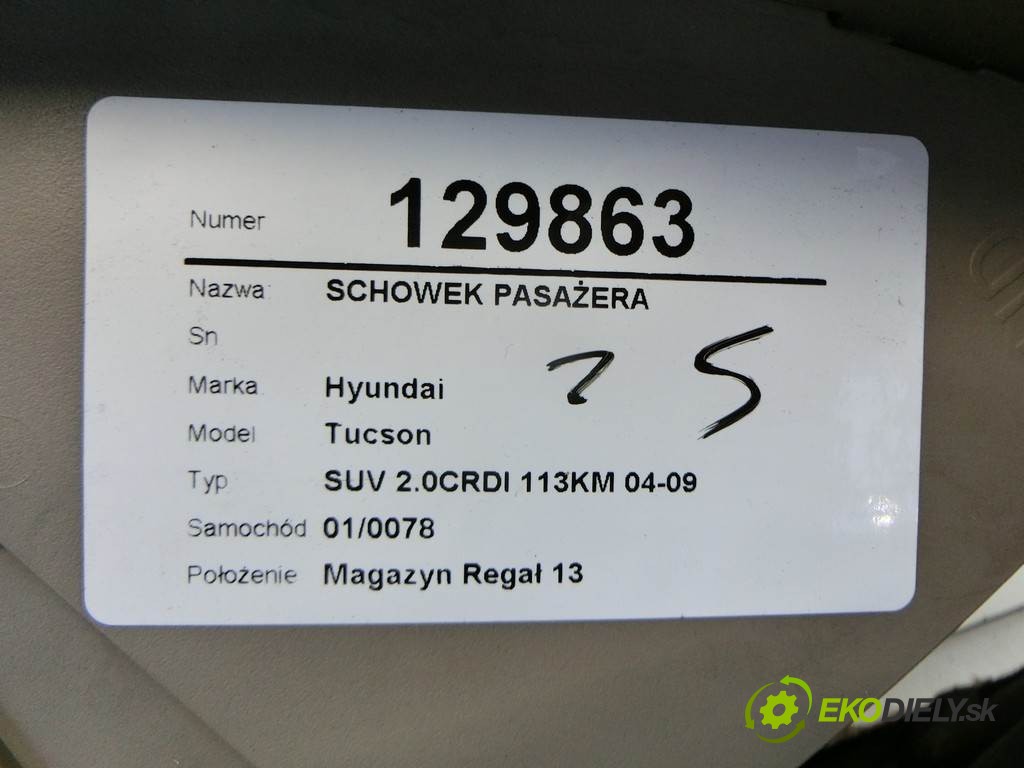 Numer 129863
Nazwa SCHOWEK PASAŻERA
Sn
Marka Hyundai
Model Tucson
Typ SUV 2.0CRDI 113KM 04-09
Samochód 01/0078
Położenie Magazyn Regał 13
EKODIELY.sk